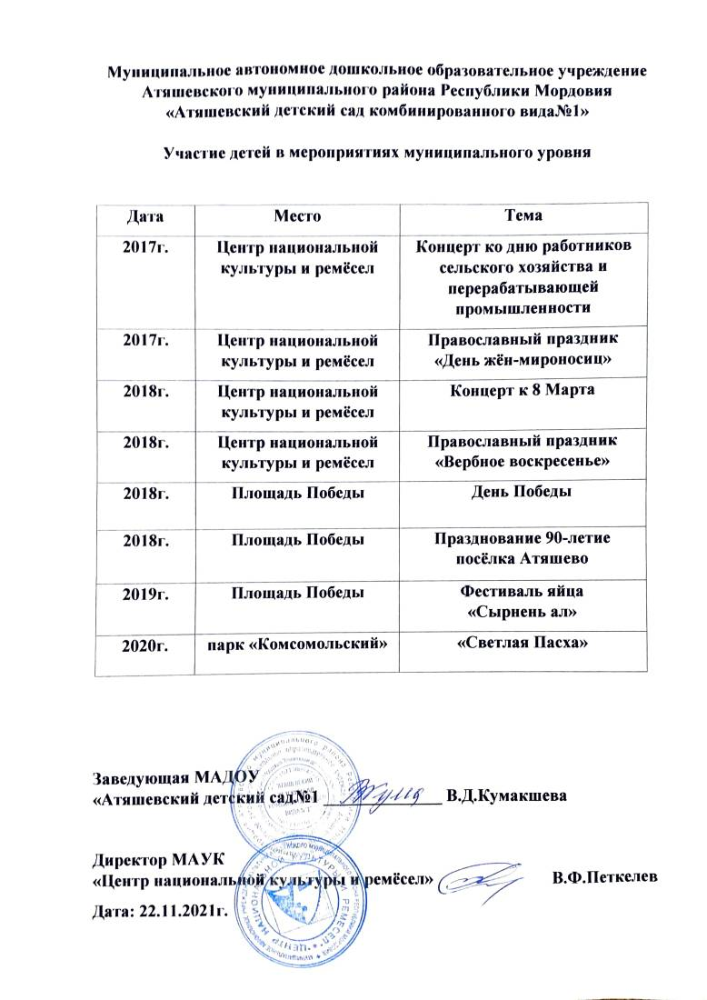 Муниципальное автономное дошкольное образовательное учреждение
Атяшевского муниципального района Республики Мордовия
«Атяшевский детский сад комбинированного вида№1»
Участие детей в мероприятиях муниципального уровня
Дата Место Тема
2017г. Центр национальной культуры и ремёсел Концерт ко дню работников сельского хозяйства и перерабатывающей промышленности
2017г. Центр национальной культуры и ремёсел Православный праздник «День жён-мироносиц»
2018г. Центр национальной культуры и ремёсел Концерт к 8 Марта
2018г. Центр национальной культуры и ремёсел Православный праздник «Вербное воскресенье»
2018г. Площадь Победы День Победы
2018г. Площадь Победы Празднование 90-летие посёлка Атяшево
2019г. Площадь Победы Фестиваль яйца «Сырнень ал»
2020г. парк «Комсомольский» «Светлая Пасха»
Заведующая МАДОУ
«Атяшевский детский сад№1 В.Д.Кумакшева
Директор МАУК
«Центр национальной культуры и ремёсел» В.Ф.Петкелев
Дата: 22.11.2021г.